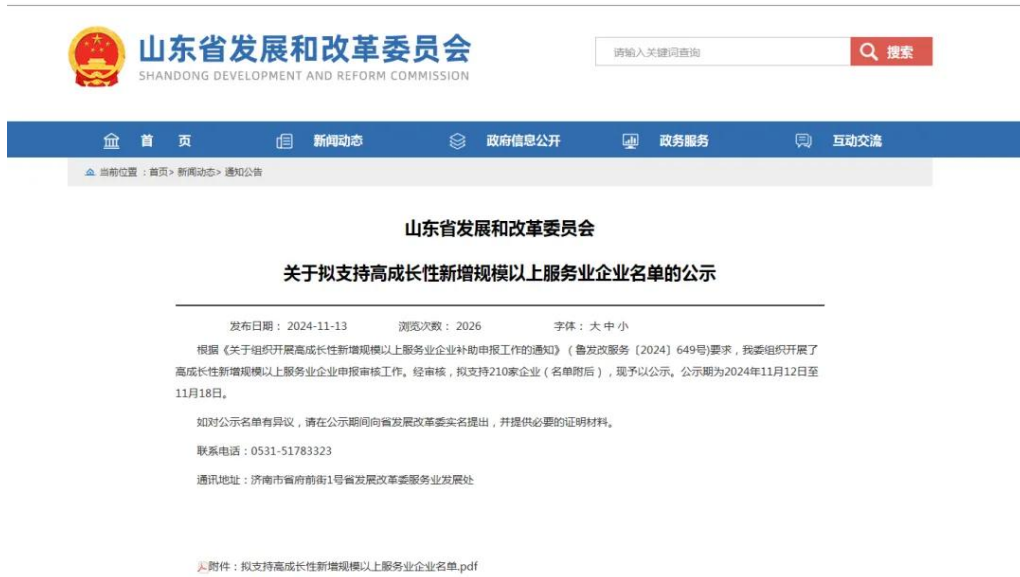 山东省发展和改革委员会
SHANDONG DEVELOPMENT AND REFORM COMMISSION
请输入关键词查询
搜索
首 页 新闻动态 政府信息公开 政务服务 互动交流
当前位置 ：首页> 新闻动态> 通知公告
山东省发展和改革委员会
关于拟支持高成长性新增规模以上服务业企业名单的公示
发布日期： 2024-11-13 浏览次数： 2026 字体： 大 中 小
根据《关于组织开展高成长性新增规模以上服务业企业补助申报工作的通知》（鲁发改服务〔2024〕649号)要求，我委组织开展了
高成长性新增规模以上服务业企业申报审核工作。经审核，拟支持210家企业（名单附后），现予以公示。公示期为2024年11月12日至
11月18日。
如对公示名单有异议，请在公示期间向省发展改革委实名提出，并提供必要的证明材料。
联系电话：0531-51783323
通讯地址：济南市省府前街1号省发展改革委服务业发展处
附件：拟支持高成长性新增规模以上服务业企业名单.pdf